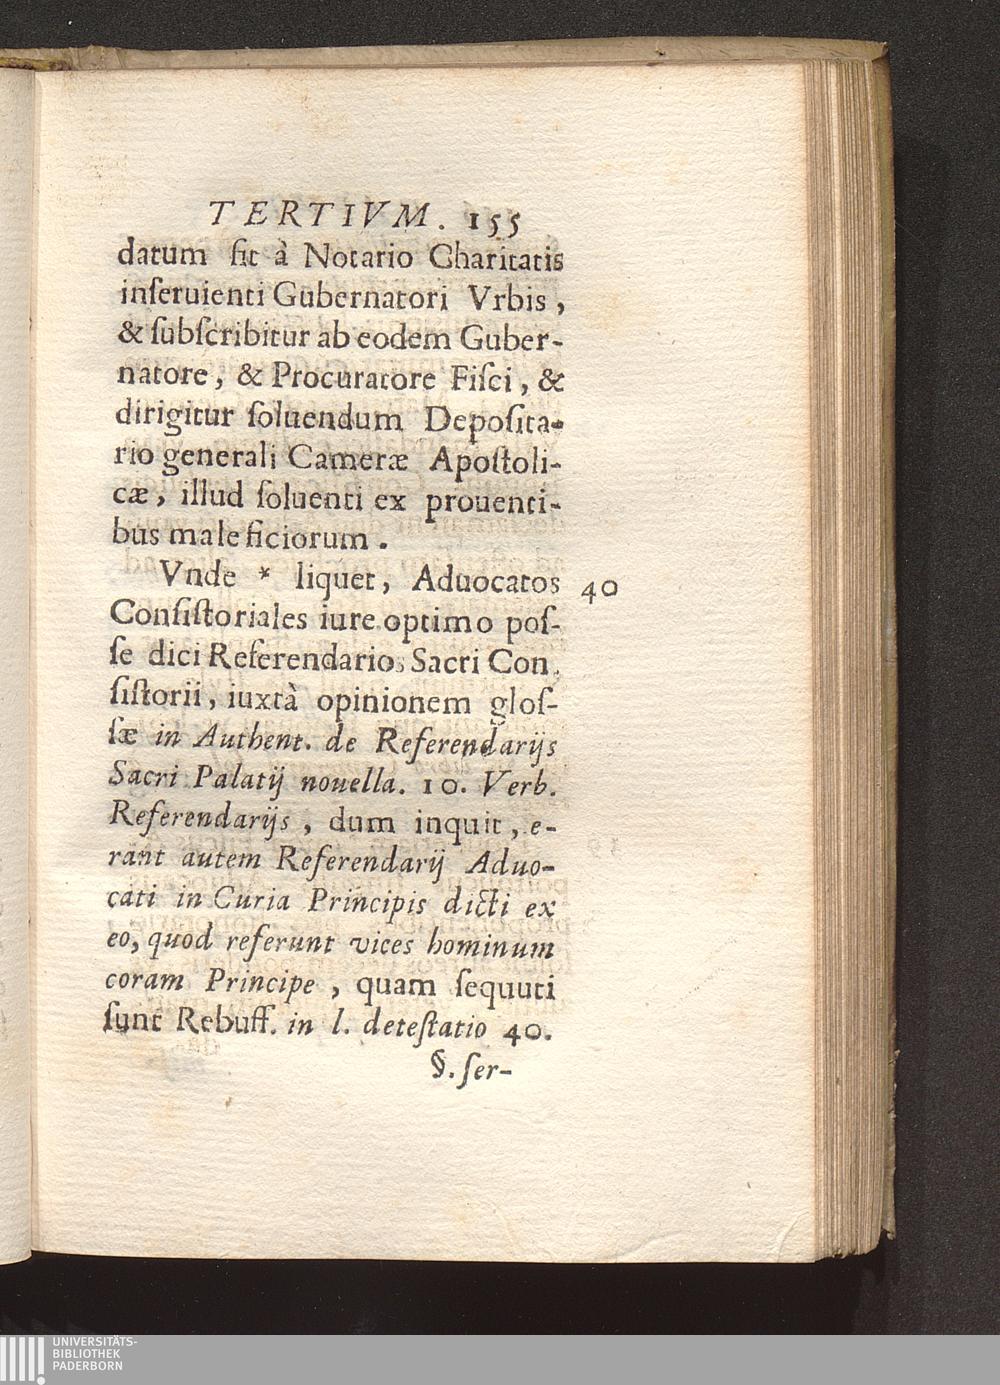 TERTIVM. 155
datum ſit à Notario Charitatis
inſeruienti Gubernatori Vrbis,
& ſubſcribitur ab eodem Guber-
natore, & Procuratore Fiſci, &
dirigitur ſoluendum Depoſita-
rio generali Cameræ Apoſtoli-
cæ, illud ſoluenti ex prouenti-
bus maleficiorum.
Vnde * liquet, Aduocatos 40
Conſiſtoriales iure optimo poſ-
ſe dici Referendarios Sacri Con-
ſiſtorii, iuxtà opinionem gloſ-
ſæ in Authent. de Referendarijs
Sacri Palatij nouella. 10. Verb.
Referendarijs, dum inquit, e-
rant autem Referendarij Aduo-
cati in Curia Principis dicti ex
eo, quod referunt vices hominum
coram Principe, quam ſequuti
ſunt Rebuff. in l. deteſtatio 40.
§. ſer-
UNIVERSITÄTS-
BIBLIOTHEK
PADERBORN